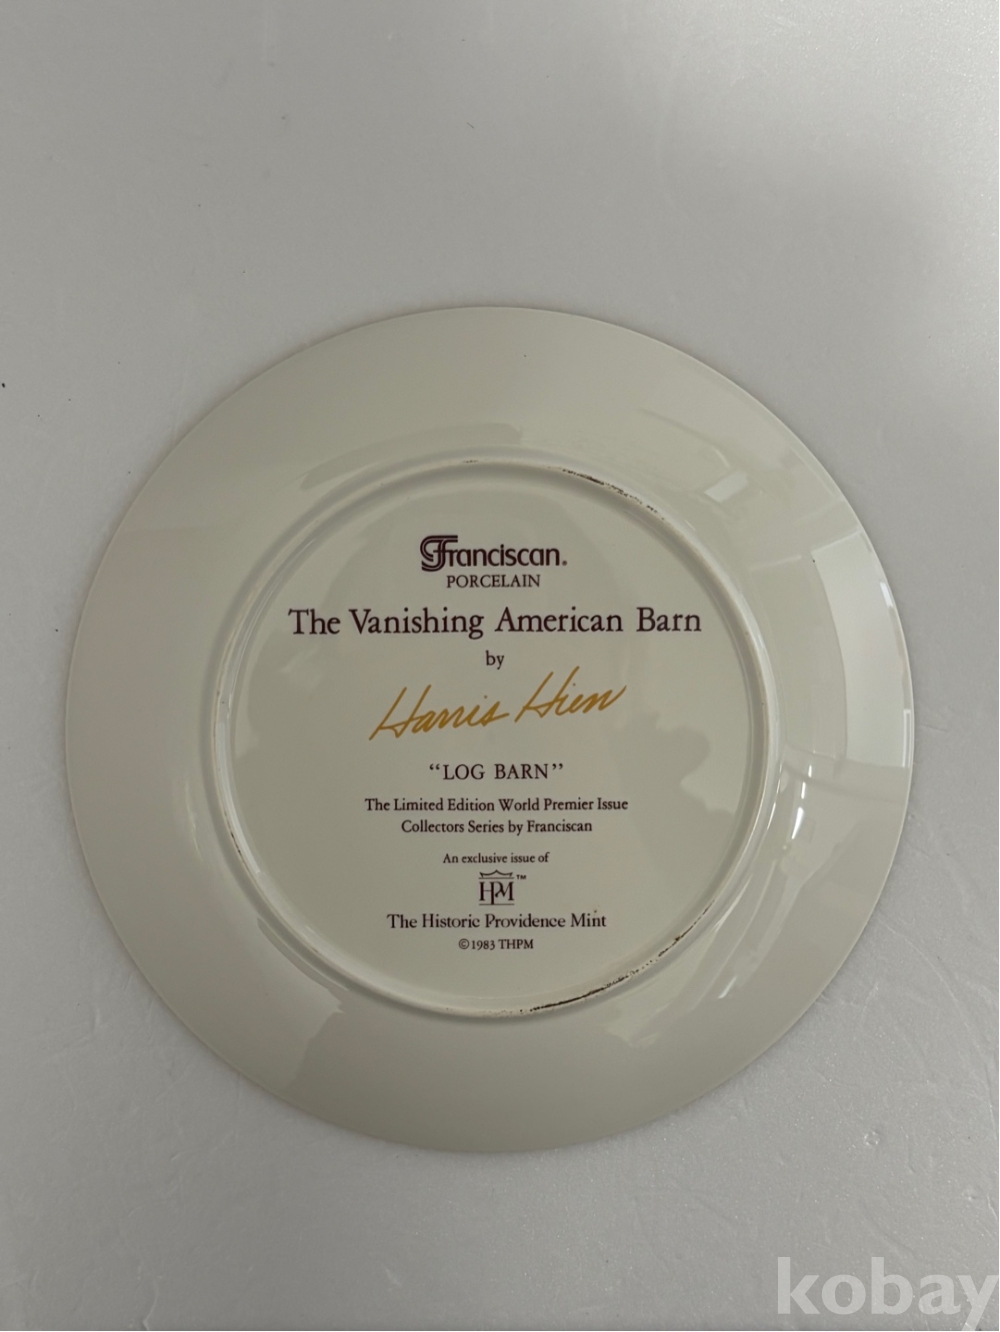 Franciscan®
PORCELAIN
The Vanishing American Barn
by
Harris Hien
“LOG BARN”
The Limited Edition World Premier Issue
Collectors Series by Franciscan
An exclusive issue of
HPM™
The Historic Providence Mint
©1983 THPM
kobay